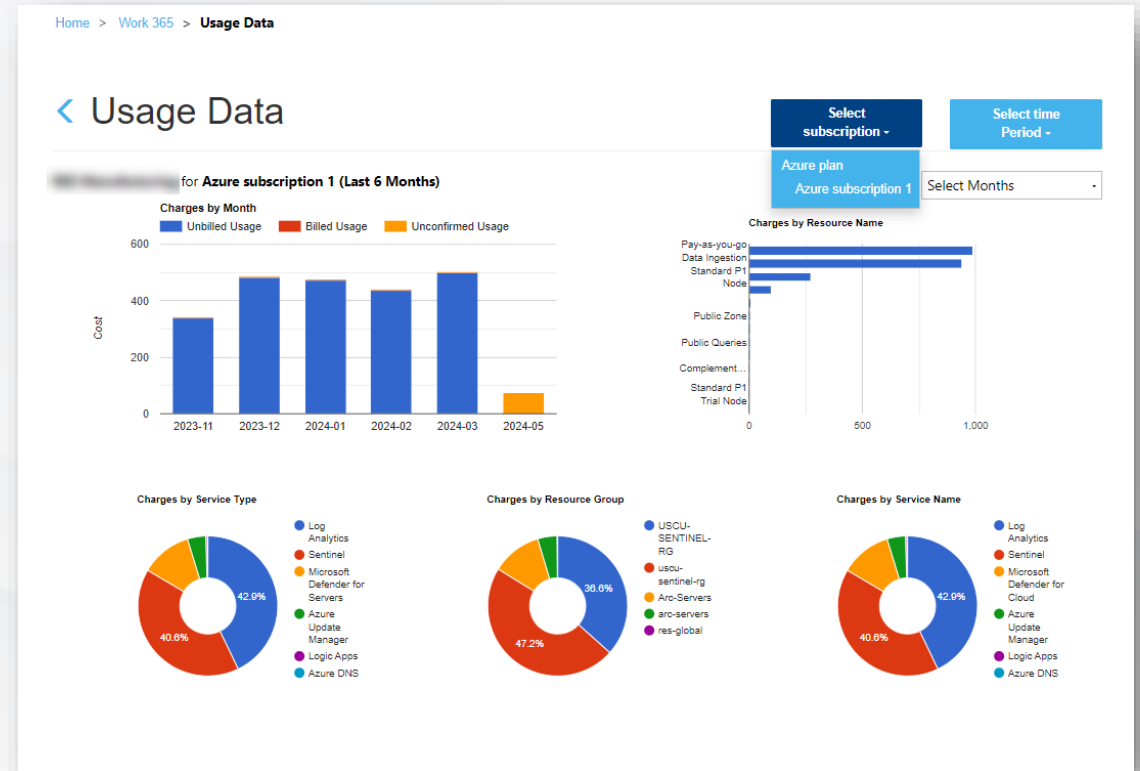 Home > Work 365 > Usage Data
Usage Data
Select
subscription
Select time
Period
Azure plan
Azure subscription 1
Select Months
for Azure subscription 1 (Last 6 Months)
Charges by Month
Unbilled Usage Billed Usage Unconfirmed Usage
Cost
600
400
200
0
2023-11 2023-12 2024-01 2024-02 2024-03 2024-05
Charges by Resource Name
Pay-as-you-go
Data Ingestion
Standard P1
Node
Public Zone
Public Queries
Complement...
Standard P1
Trial Node
0 500 1,000
Charges by Service Type
42.9%
40.6%
Log
Analytics
Sentinel
Microsoft
Defender for
Servers
Azure
Update
Manager
Logic Apps
Azure DNS
Charges by Resource Group
36.6%
47.2%
USCU-
SENTINEL-
RG
uscu-
sentinel-rg
Arc-Servers
arc-servers
res-global
Charges by Service Name
42.9%
40.6%
Log
Analytics
Sentinel
Microsoft
Defender for
Cloud
Azure
Update
Manager
Logic Apps
Azure DNS